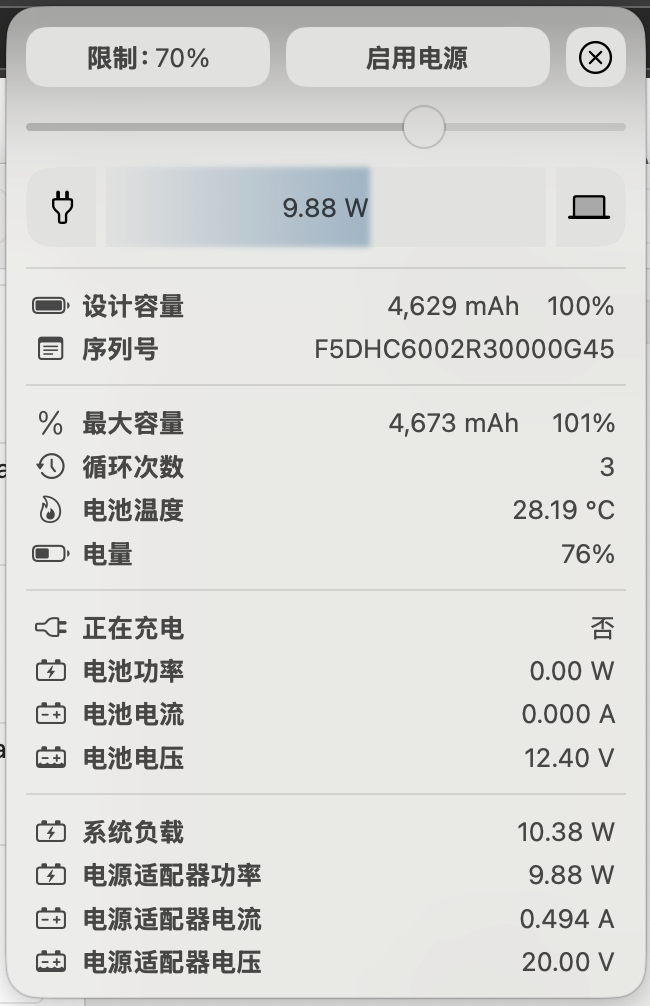 限制：70%
启用电源
9.88 W
设计容量 4,629 mAh 100%
序列号 F5DHC6002R30000G45
最大容量 4,673 mAh 101%
循环次数 3
电池温度 28.19 °C
电量 76%
正在充电 否
电池功率 0.00 W
电池电流 0.000 A
电池电压 12.40 V
系统负载 10.38 W
电源适配器功率 9.88 W
电源适配器电流 0.494 A
电源适配器电压 20.00 V